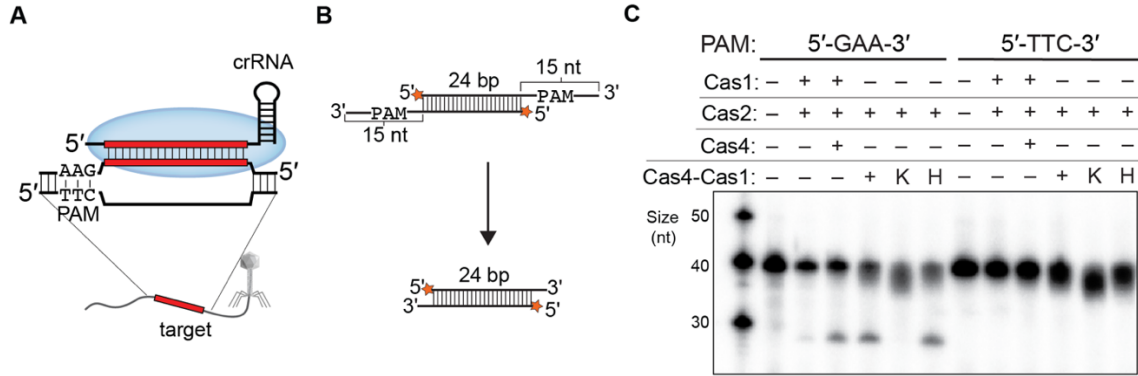 A
crRNA
5′
AAG
5′
5′
TTC
PAM
target
B
24 bp
15 nt
5′
PAM
3′
3′
PAM
5′
15 nt
24 bp
5′
3′
3′
5′
C
PAM: 5′-GAA-3′ 5′-TTC-3′
Cas1: – + + – – – – + + – – –
Cas2: – + + + + + – + + + + +
Cas4: – – + – – – – – + – – –
Cas4-Cas1: – – – + K H – – – + K H
Size
(nt)
50
40
30